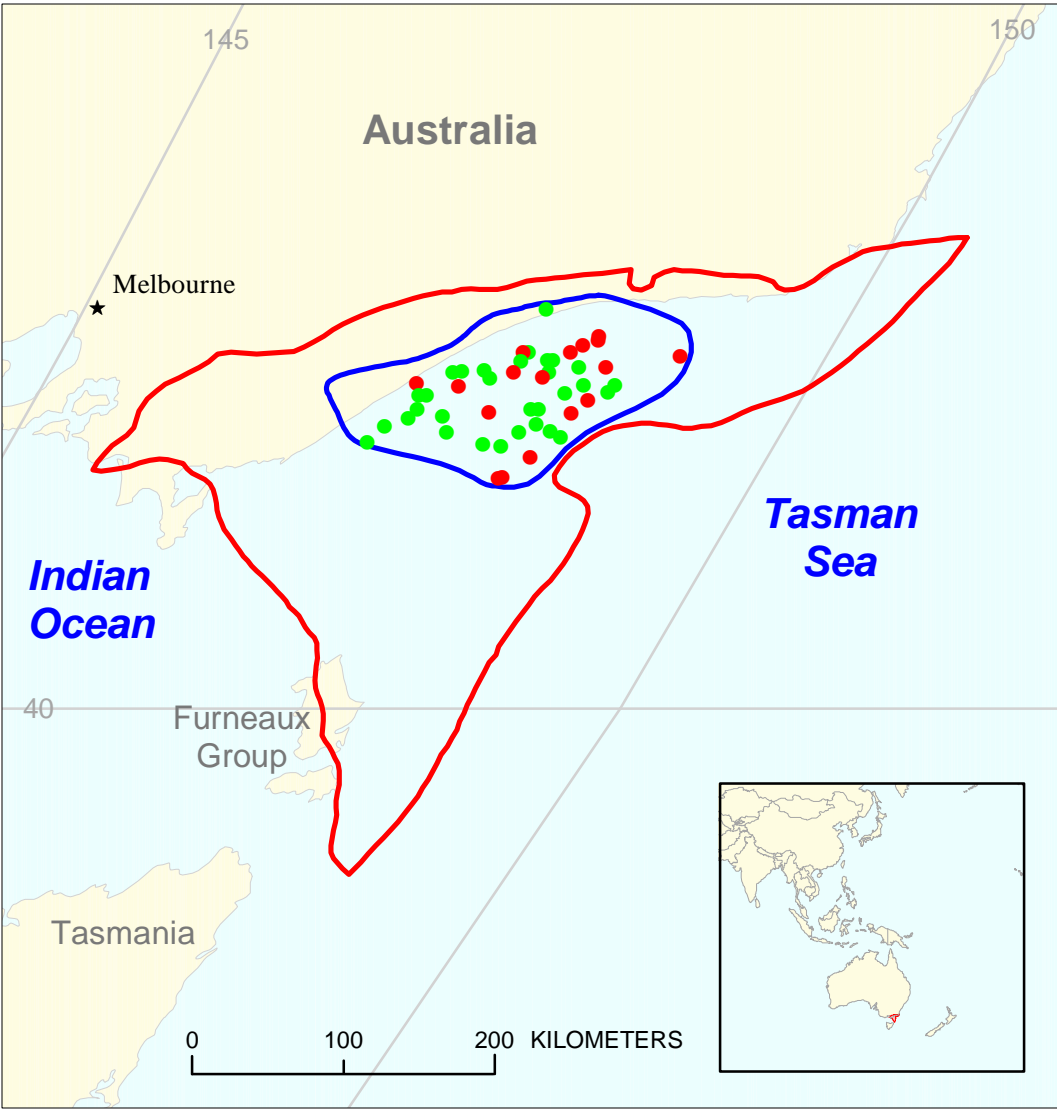 145
150
Australia
Melbourne
Tasman
Sea
Indian
Ocean
40
Furneaux
Group
Tasmania
0 100 200 KILOMETERS